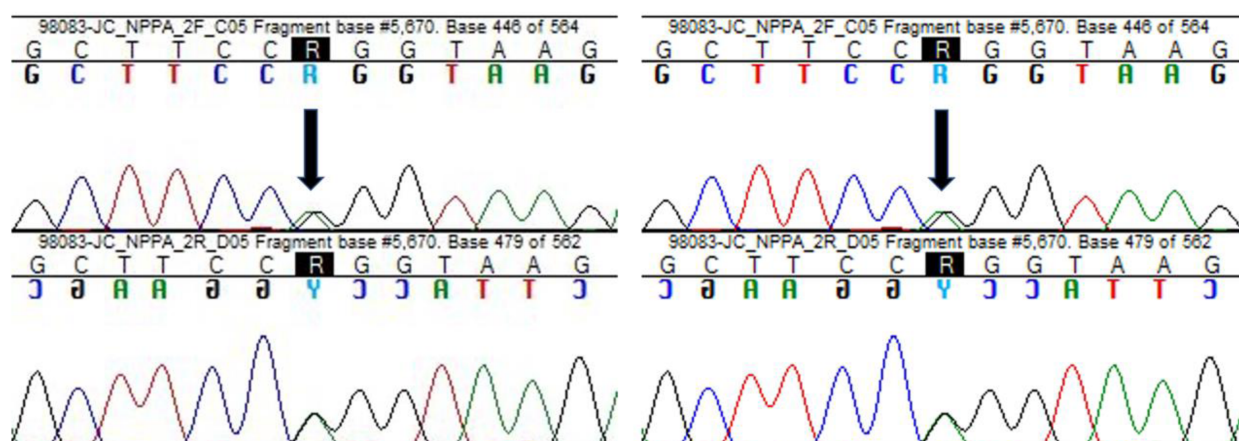 98083-JC_NPPA_2F_C05 Fragment base #5,670. Base 446 of 564
G C T T C C R G G T A A G
G C T T C C R G G T A A G
98083-JC_NPPA_2R_D05 Fragment base #5,670. Base 479 of 562
G C T T C C R G G T A A G
C G A A G G Y C C A T T C
98083-JC_NPPA_2F_C05 Fragment base #5,670. Base 446 of 564
G C T T C C R G G T A A G
G C T T C C R G G T A A G
98083-JC_NPPA_2R_D05 Fragment base #5,670. Base 479 of 562
G C T T C C R G G T A A G
C G A A G G Y C C A T T C